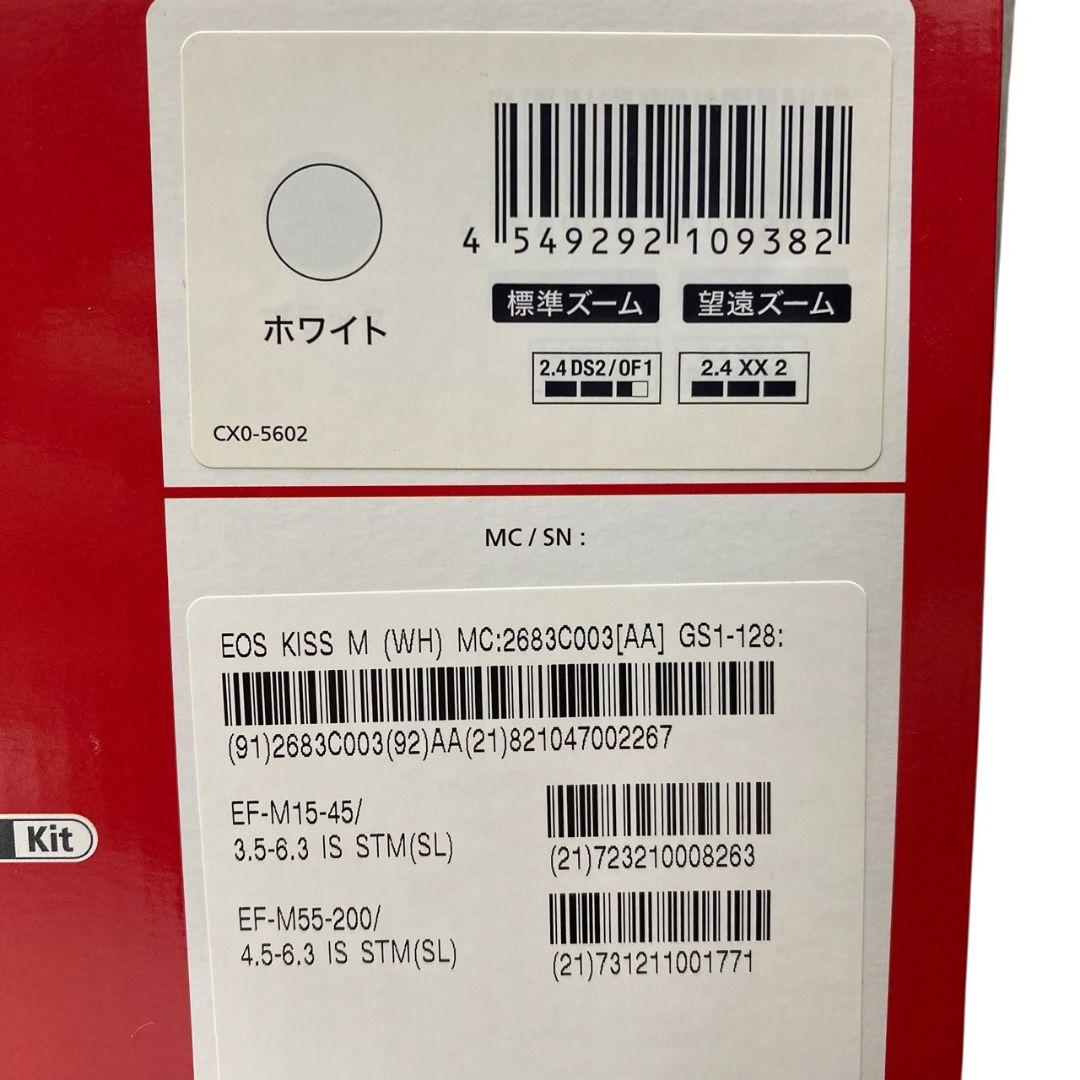 4 549292 109382
標準ズーム 望遠ズーム
ホワイト
2.4 DS2/0F1 2.4 XX 2
CX0-5602
MC / SN :
EOS KISS M (WH) MC:2683C003[AA] GS1-128:
(91)2683C003(92)AA(21)821047002267
EF-M15-45/
3.5-6.3 IS STM(SL)
(21)723210008263
EF-M55-200/
4.5-6.3 IS STM(SL)
(21)731211001771
Kit